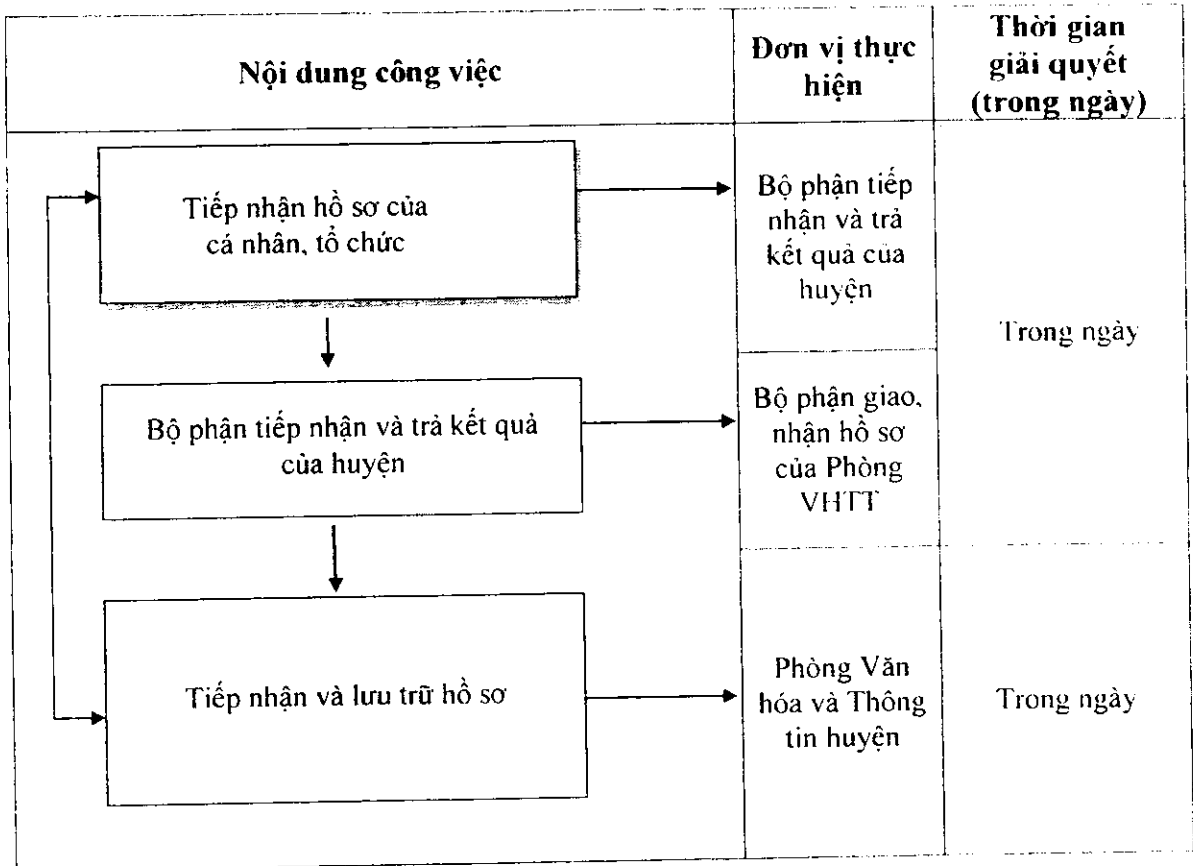 Nội dung công việc
Đơn vị thực
hiện
Thời gian
giải quyết
(trong ngày)
Tiếp nhận hồ sơ của
cá nhân, tổ chức
Bộ phận tiếp
nhận và trả
kết quả của
huyện
Trong ngày
Bộ phận tiếp nhận và trả kết quả
của huyện
Bộ phận giao,
nhận hồ sơ
của Phòng
VHTT
Tiếp nhận và lưu trữ hồ sơ
Phòng Văn
hóa và Thông
tin huyện
Trong ngày